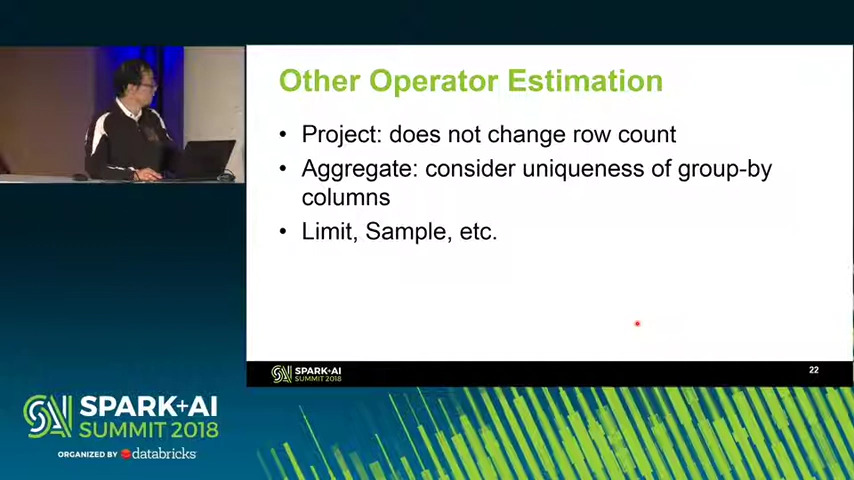 Other Operator Estimation
• Project: does not change row count
• Aggregate: consider uniqueness of group-by
columns
• Limit, Sample, etc.
SPARK+AI
SUMMIT 2018
22
SPARK+AI
SUMMIT 2018
ORGANIZED BY databricks